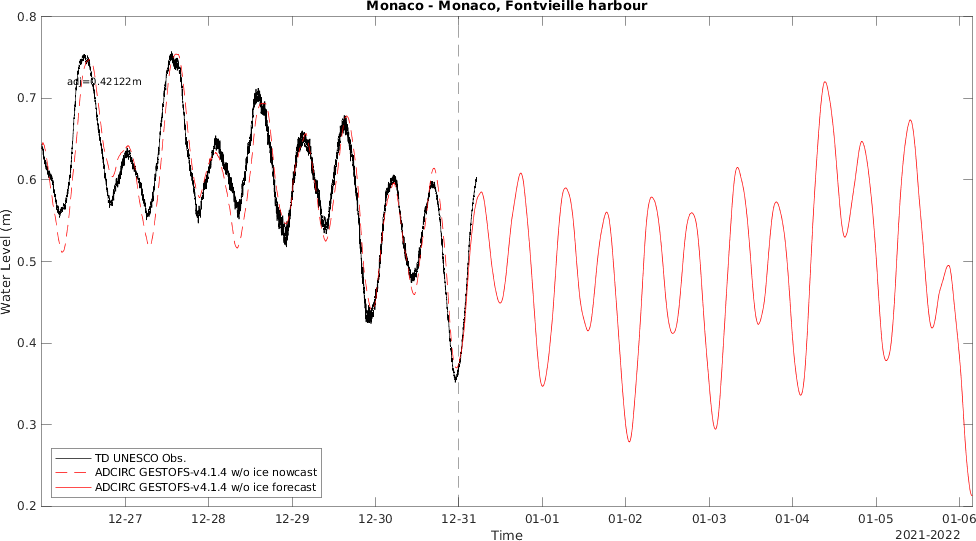 Monaco - Monaco, Fontvieille harbour
0.8
0.7
0.6
0.5
0.4
0.3
0.2
Water Level (m)
adj=0.42122m
TD UNESCO Obs.
ADCIRC GESTOFS-v4.1.4 w/o ice nowcast
ADCIRC GESTOFS-v4.1.4 w/o ice forecast
12-27 12-28 12-29 12-30 12-31 01-01 01-02 01-03 01-04 01-05 01-06
Time
2021-2022